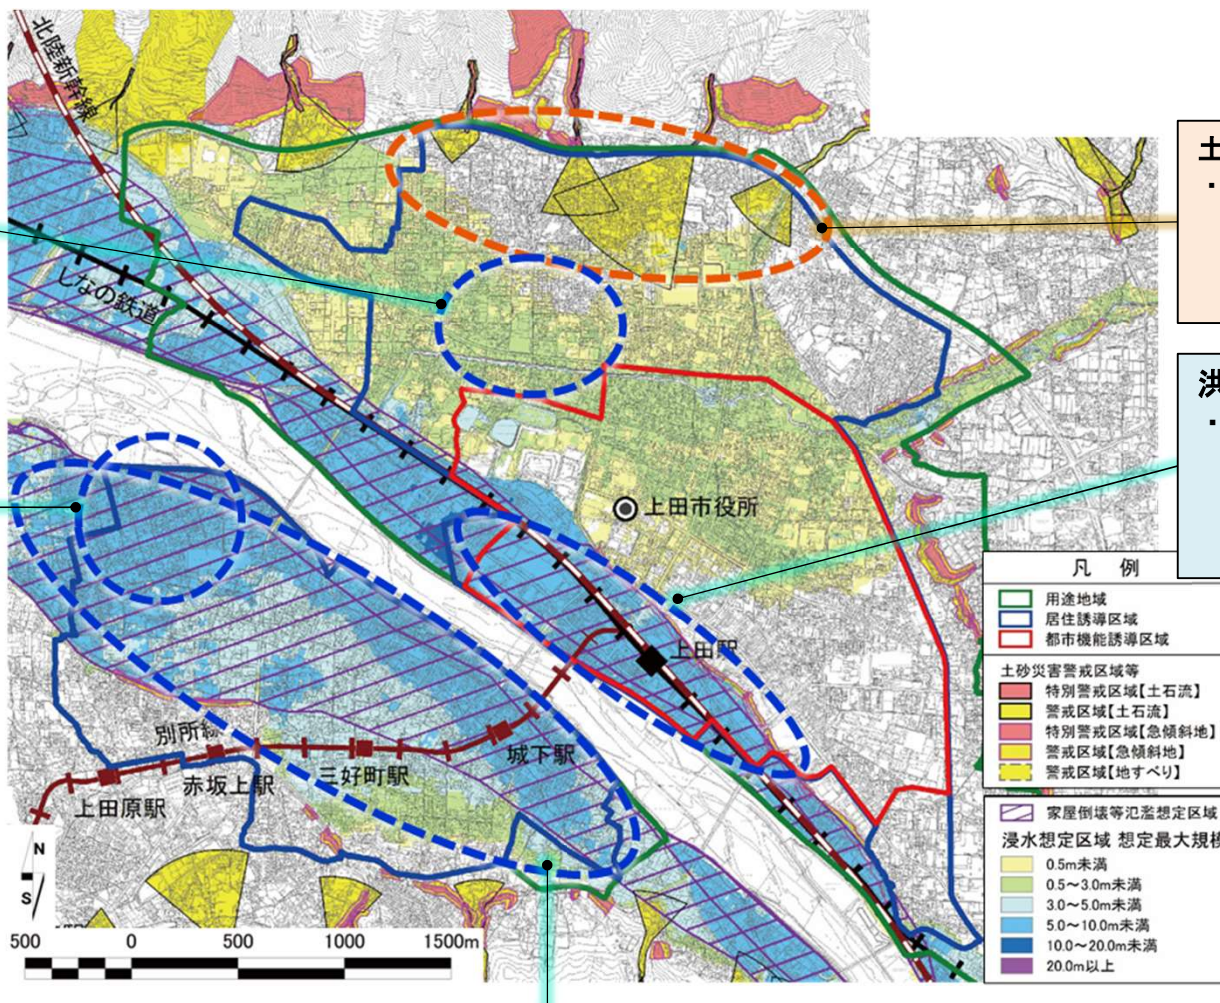 北陸新幹線
土
・
しなの鉄道
洪
・
上田市役所
上田駅
別所線
城下駅
三好町駅
赤坂上駅
上田原駅
N
S
500 0 500 1000 1500m
凡 例
用途地域
居住誘導区域
都市機能誘導区域
土砂災害警戒区域等
特別警戒区域【土石流】
警戒区域【土石流】
特別警戒区域【急傾斜地】
警戒区域【急傾斜地】
警戒区域【地すべり】
家屋倒壊等氾濫想定区域
浸水想定区域 想定最大規模
0.5m未満
0.5～3.0m未満
3.0～5.0m未満
5.0～10.0m未満
10.0～20.0m未満
20.0m以上